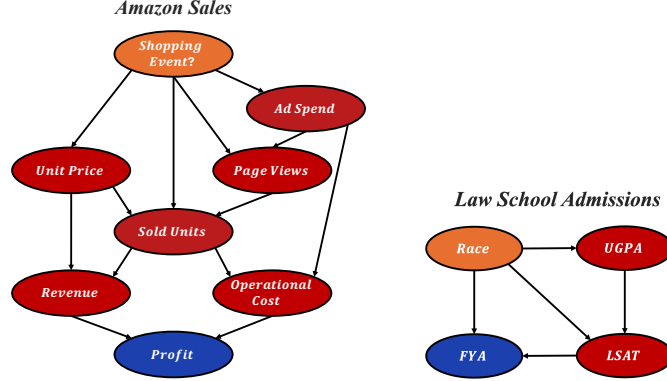 Amazon Sales
Shopping
Event?
Ad Spend
Unit Price
Page Views
Sold Units
Revenue
Operational
Cost
Profit
Law School Admissions
Race
UGPA
FYA
LSAT